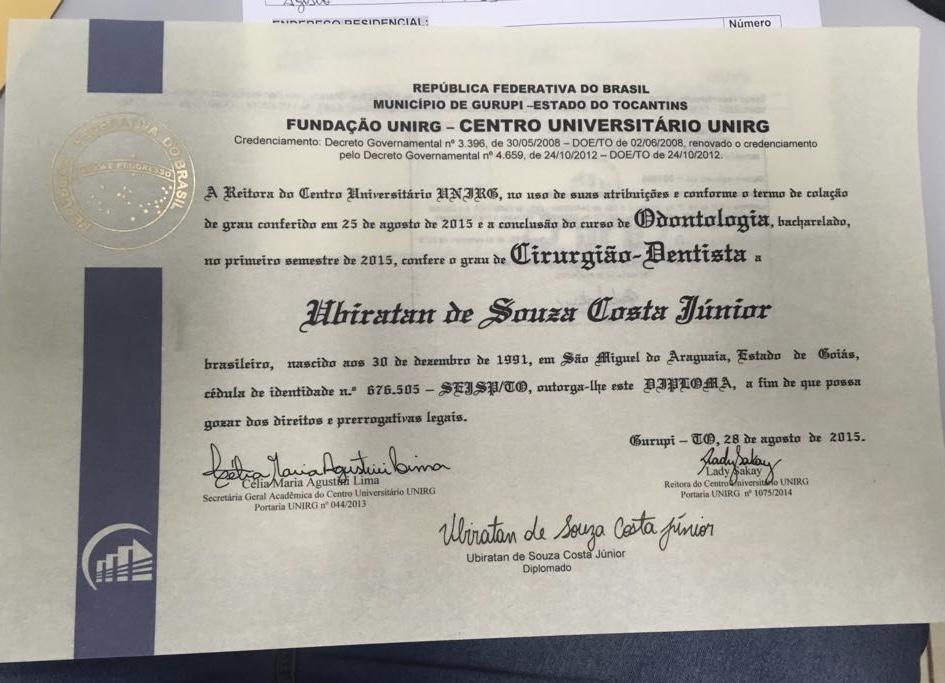 Agosto
ENDEREÇO RESIDENCIAL:
Número
REPÚBLICA FEDERATIVA DO BRASIL
MUNICÍPIO DE GURUPI –ESTADO DO TOCANTINS
FUNDAÇÃO UNIRG – CENTRO UNIVERSITÁRIO UNIRG
Credenciamento: Decreto Governamental nº 3.396, de 30/05/2008 – DOE/TO de 02/06/2008, renovado o credenciamento
pelo Decreto Governamental nº 4.659, de 24/10/2012 – DOE/TO de 24/10/2012.
A Reitora do Centro Universitário UNIRG, no uso de suas atribuições e conforme o termo de colação
de grau conferido em 25 de agosto de 2015 e a conclusão do curso de Odontologia, bacharelado,
no primeiro semestre de 2015, confere o grau de Cirurgião-Dentista a
Ubiratan de Souza Costa Júnior
brasileiro, nascido aos 30 de dezembro de 1991, em São Miguel do Araguaia, Estado de Goiás,
cédula de identidade n.º 676.505 – SEJSP/TO, outorga-lhe este DIPLOMA, a fim de que possa
gozar dos direitos e prerrogativas legais.
Gurupi – TO, 28 de agosto de 2015.
Célia Maria Agustini Lima
Célia Maria Agustini Lima
Secretária Geral Acadêmica do Centro Universitário UNIRG
Portaria UNIRG nº 044/2013
Lady Sakay
Lady Sakay
Reitora do Centro Universitário UNIRG
Portaria UNIRG nº 1075/2014
Ubiratan de Souza Costa Júnior
Ubiratan de Souza Costa Júnior
Diplomado